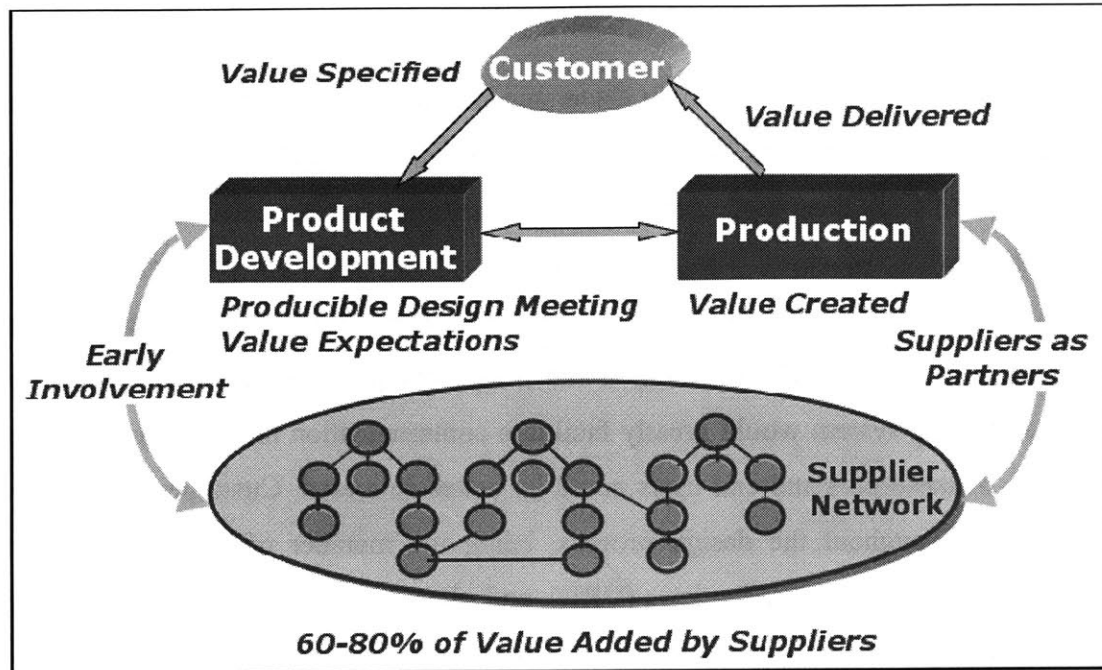 Value Specified
Customer
Value Delivered
Product
Development
Production
Producible Design Meeting
Value Expectations
Value Created
Early
Involvement
Suppliers as
Partners
Supplier
Network
60-80% of Value Added by Suppliers